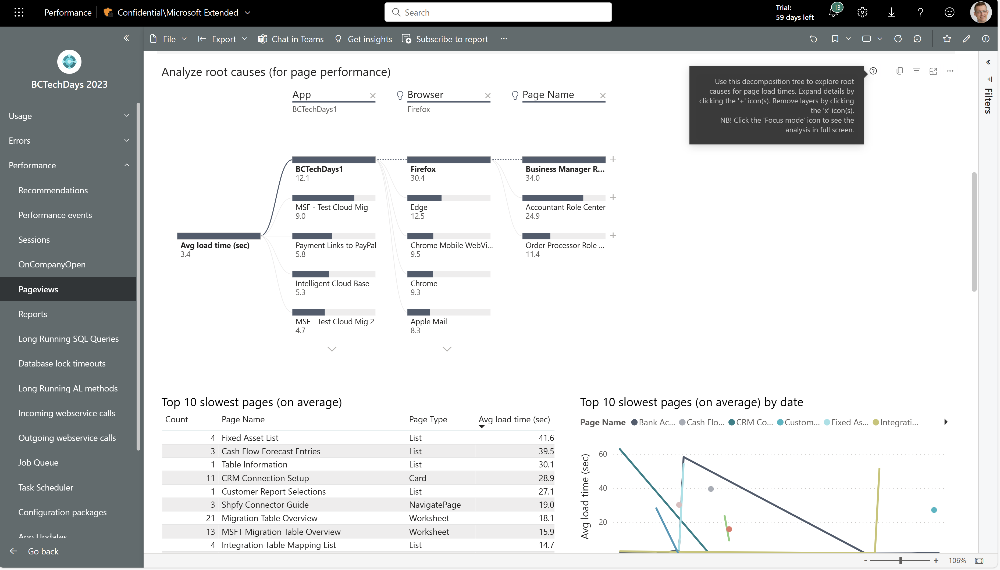 Performance
Confidential\Microsoft Extended
Search
Trial:
59 days left
13
File
Export
Chat in Teams
Get insights
Subscribe to report
BCTechDays 2023
Usage
Errors
Performance
Recommendations
Performance events
Sessions
OnCompanyOpen
Pageviews
Reports
Long Running SQL Queries
Database lock timeouts
Long Running AL methods
Incoming webservice calls
Outgoing webservice calls
Job Queue
Task Scheduler
Configuration packages
App Updates
Go back
Analyze root causes (for page performance)
Use this decomposition tree to explore root
causes for page load times. Expand details by
clicking the '+' icon(s). Remove layers by clicking
the 'x' icon(s).
NB! Click the 'Focus mode' icon to see the
analysis in full screen.
Filters
App
BCTechDays1
Browser
Firefox
Page Name
Avg load time (sec)
3.4
BCTechDays1
12.1
MSF - Test Cloud Mig
9.0
Payment Links to PayPal
5.8
Intelligent Cloud Base
5.3
MSF - Test Cloud Mig 2
4.7
Firefox
30.4
Edge
12.5
Chrome Mobile WebVi...
9.5
Chrome
9.3
Apple Mail
8.3
Business Manager R...
34.0
Accountant Role Center
24.9
Order Processor Role ...
11.4
Top 10 slowest pages (on average)
Count Page Name Page Type Avg load time (sec)
4 Fixed Asset List List 41.6
3 Cash Flow Forecast Entries List 39.5
1 Table Information List 30.1
11 CRM Connection Setup Card 28.9
1 Customer Report Selections List 27.1
3 Shpfy Connector Guide NavigatePage 19.0
21 Migration Table Overview Worksheet 18.1
13 MSFT Migration Table Overview Worksheet 15.9
4 Integration Table Mapping List List 14.7
Top 10 slowest pages (on average) by date
Page Name Bank Ac... Cash Flo... CRM Co... Custom... Fixed As... Integrati...
Avg load time (sec)
60
40
20
- + 106%